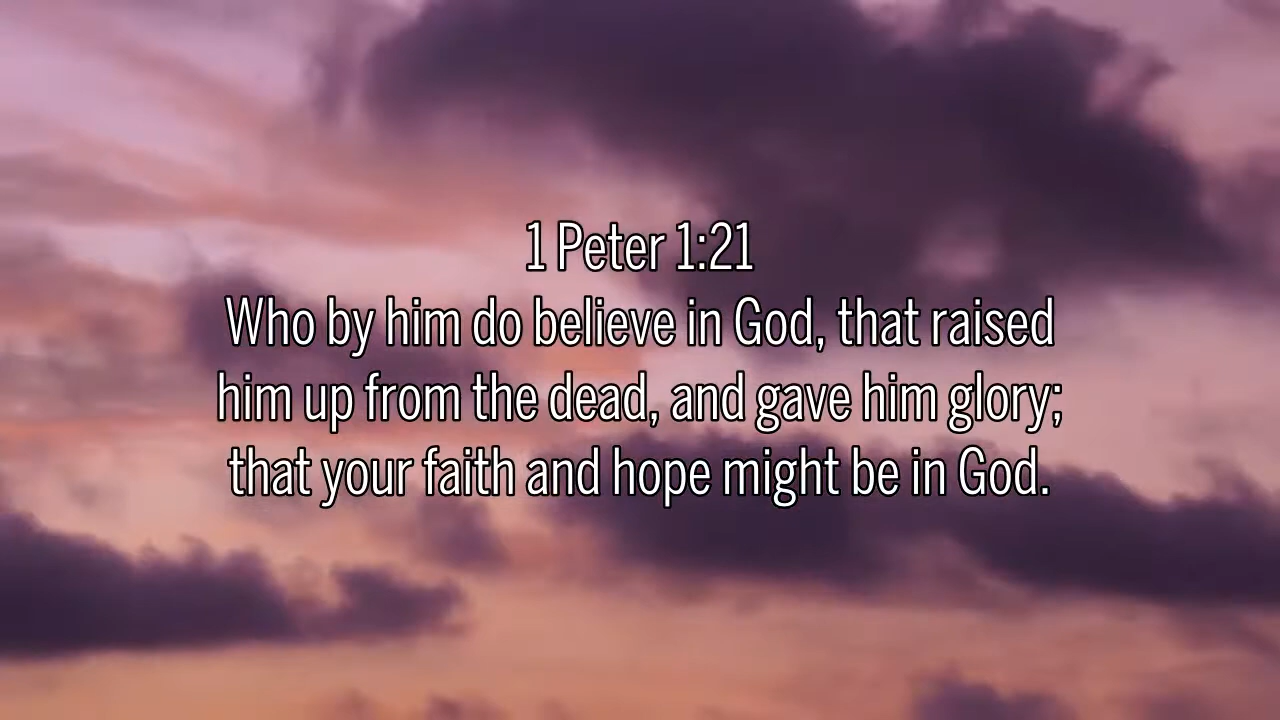 1 Peter 1:21
Who by him do believe in God, that raised
him up from the dead, and gave him glory;
that your faith and hope might be in God.